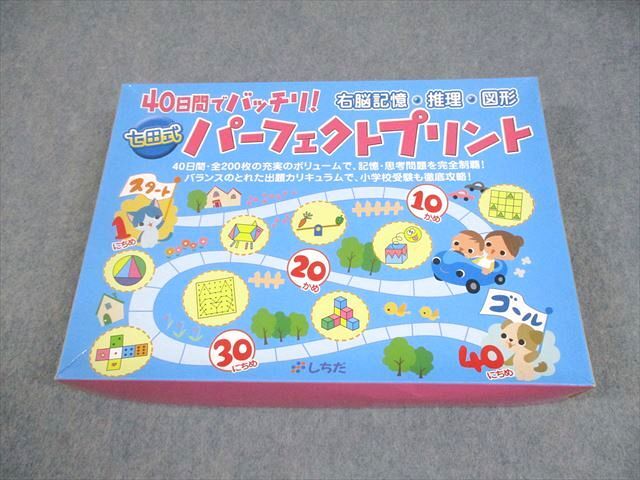 40日間でバッチリ!
右脳記憶・推理・図形
七田式
パーフェクトプリント
40日間・全200枚の充実のボリュームで、記憶・思考問題を完全制覇!
バランスのとれた出題カリキュラムで、小学校受験も徹底攻略!
スタート
1
にちめ
10
かめ
20
かめ
30
にちめ
ゴール
40
にちめ
しちだ